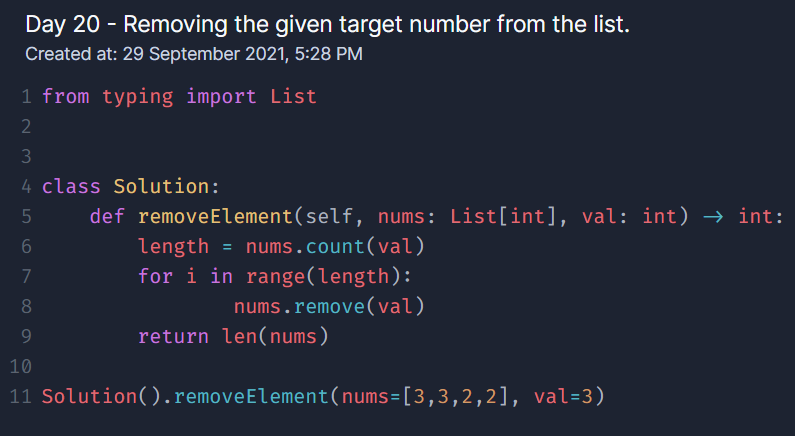 Day 20 - Removing the given target number from the list.
Created at: 29 September 2021, 5:28 PM
1 from typing import List
2
3
4 class Solution:
5     def removeElement(self, nums: List[int], val: int) → int:
6         length = nums.count(val)
7         for i in range(length):
8                 nums.remove(val)
9         return len(nums)
10
11 Solution().removeElement(nums=[3,3,2,2], val=3)